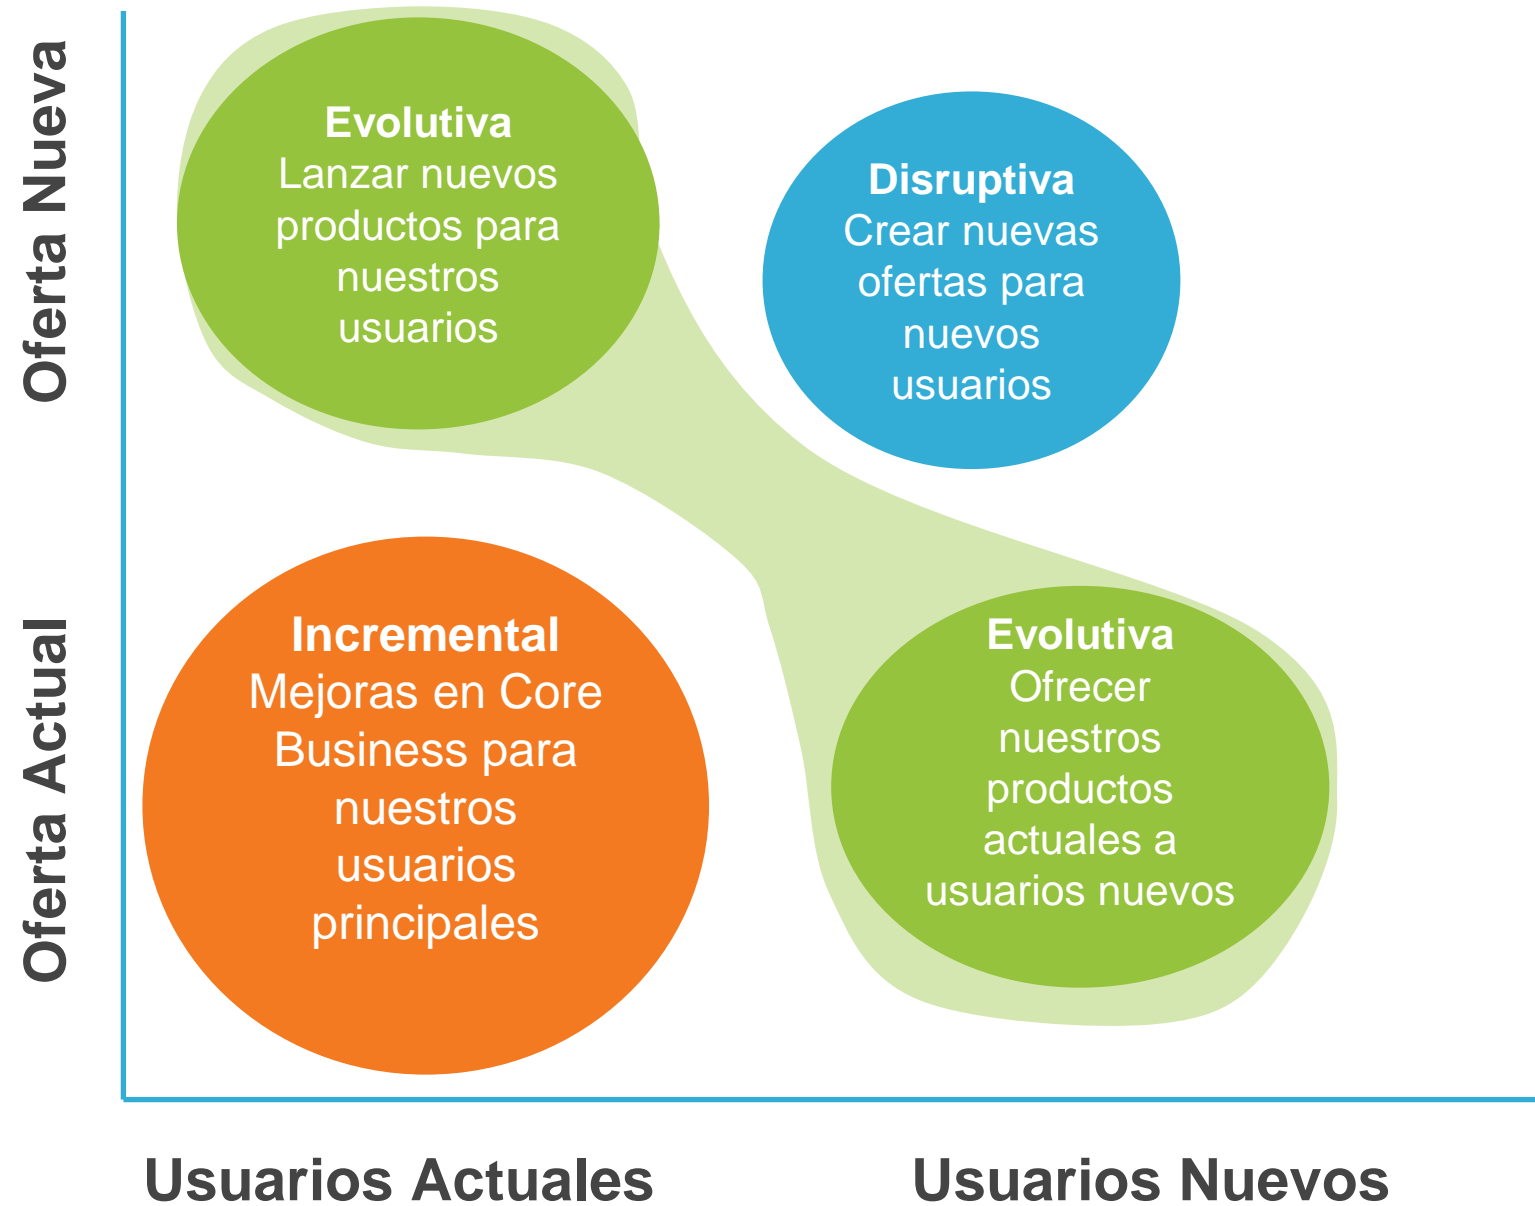 Oferta Nueva
Evolutiva
Lanzar nuevos
productos para
nuestros
usuarios
Disruptiva
Crear nuevas
ofertas para
nuevos
usuarios
Oferta Actual
Incremental
Mejoras en Core
Business para
nuestros
usuarios
principales
Evolutiva
Ofrecer
nuestros
productos
actuales a
usuarios nuevos
Usuarios Actuales
Usuarios Nuevos